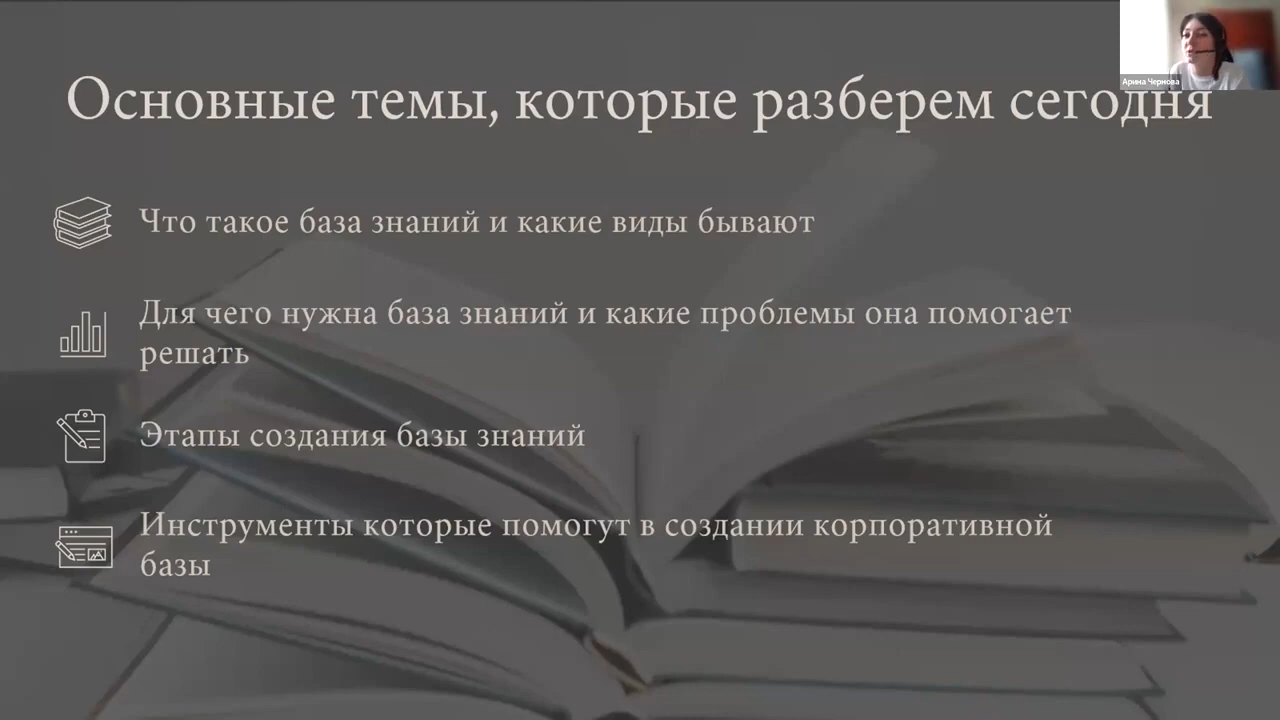 Основные темы, которые разберем сегодня
Арина Чернова
Что такое база знаний и какие виды бывают
Для чего нужна база знаний и какие проблемы она помогает
решать
Этапы создания базы знаний
Инструменты которые помогут в создании корпоративной
базы